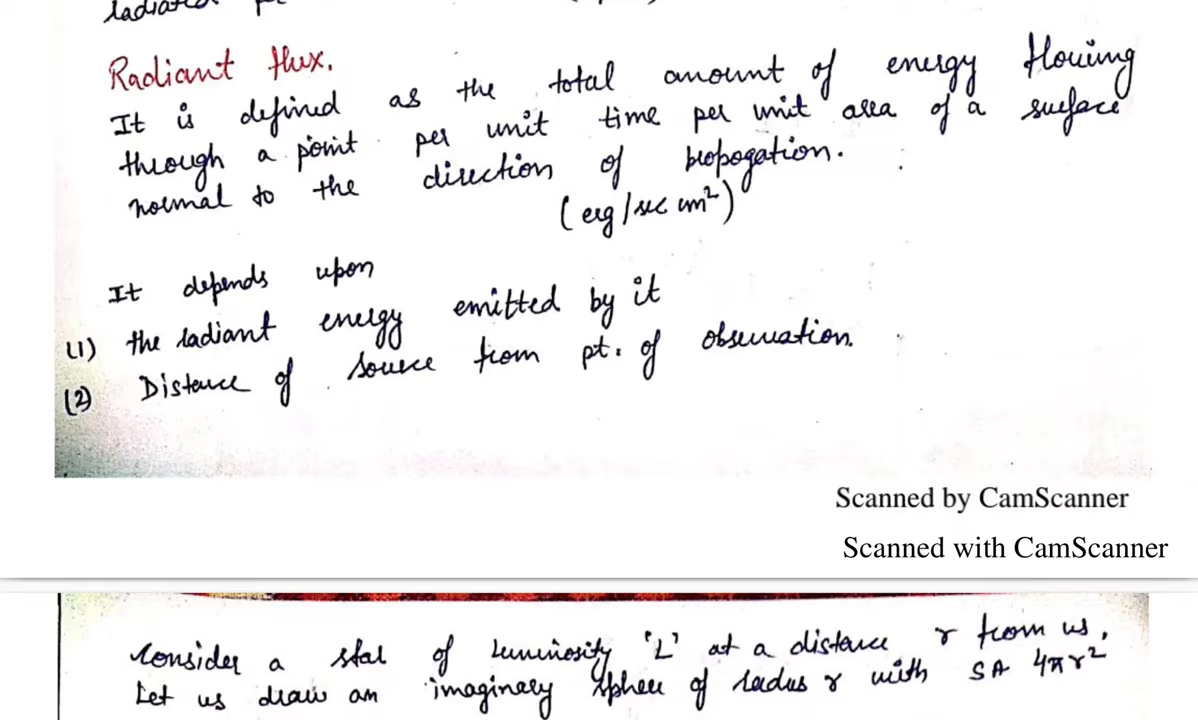 Radiant flux.
It is defined as the total amount of energy flowing
through a point per unit time per unit area of a surface
normal to the direction of propogation.
(erg/sec cm²)
It depends upon
(1) the radiant energy emitted by it
(2) Distance of source from pt. of observation.
Scanned by CamScanner
Scanned with CamScanner
Consider a star of luminosity 'L' at a distance r from us.
Let us draw an imaginary sphere of radus r with SA 4πr²